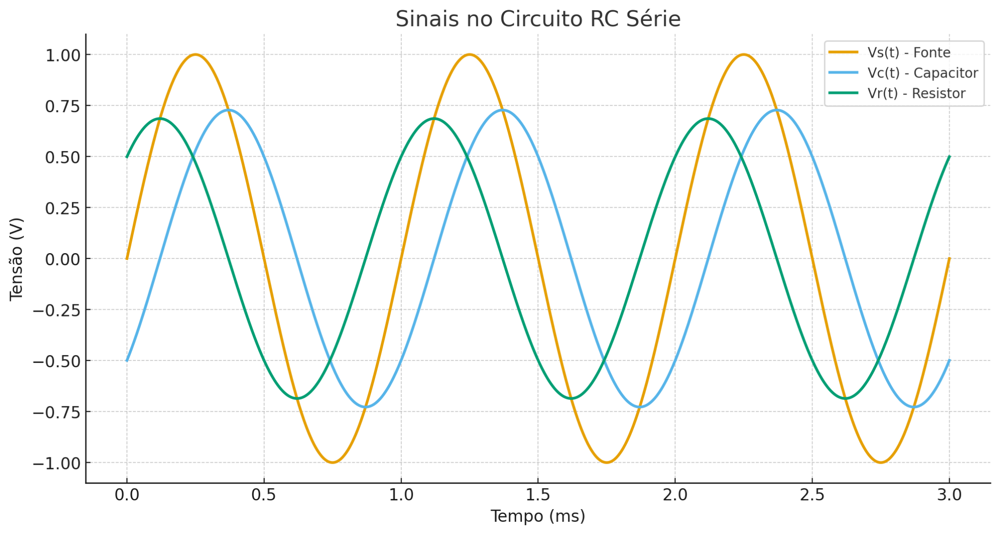 Sinais no Circuito RC Série
Vs(t) - Fonte
Vc(t) - Capacitor
Vr(t) - Resistor
Tensão (V)
1.00
0.75
0.50
0.25
0.00
−0.25
−0.50
−0.75
−1.00
0.0 0.5 1.0 1.5 2.0 2.5 3.0
Tempo (ms)